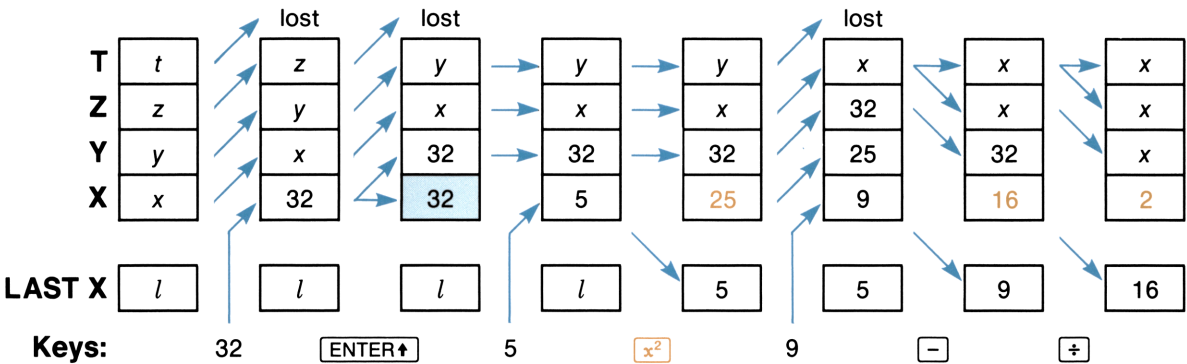 lost lost lost
T t z y y y x x x
Z z y x x x 32 x x
Y y x 32 32 32 25 32 x
X x 32 32 5 25 9 16 2
LAST X l l l l 5 5 9 16
Keys: 32 ENTER↑ 5 x² 9 − ÷